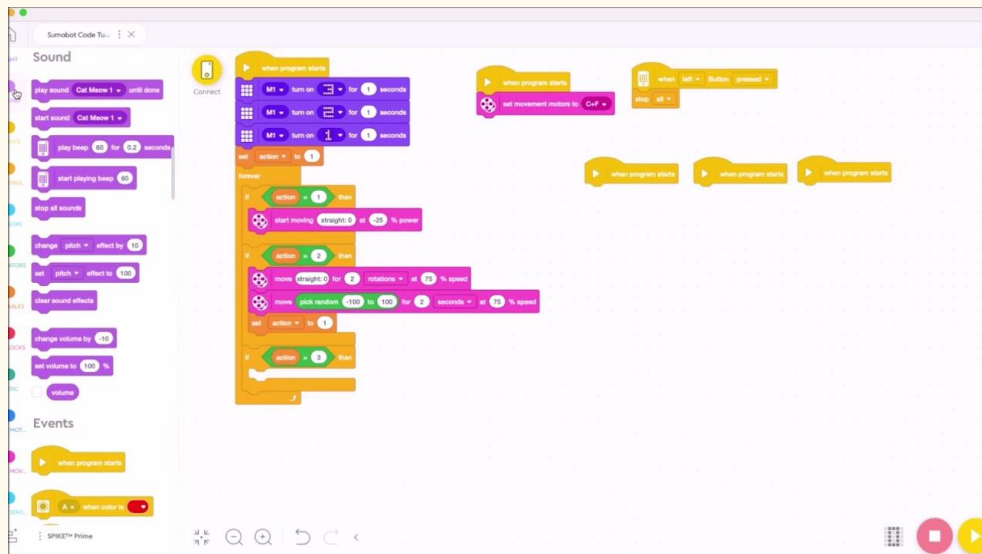 Sumobot Code Tu...
Sound
play sound Cat Meow 1 until done
start sound Cat Meow 1
play beep 60 for 0.2 seconds
start playing beep 60
stop all sounds
change pitch effect by 10
set pitch effect to 100
clear sound effects
change volume by -10
set volume to 100 %
volume
Events
when program starts
A when color is
SPIKE™ Prime
Connect
when program starts
M1 turn on 3 for 1 seconds
M1 turn on 2 for 1 seconds
M1 turn on 1 for 1 seconds
set action to 1
forever
if action = 1 then
start moving straight: 0 at -25 % power
if action = 2 then
move straight: 0 for 2 rotations at 75 % speed
move pick random -100 to 100 for 2 seconds at 75 % speed
set action to 1
if action = 3 then
when program starts
set movement motors to C+F
when left Button pressed
stop all
when program starts
when program starts
when program starts